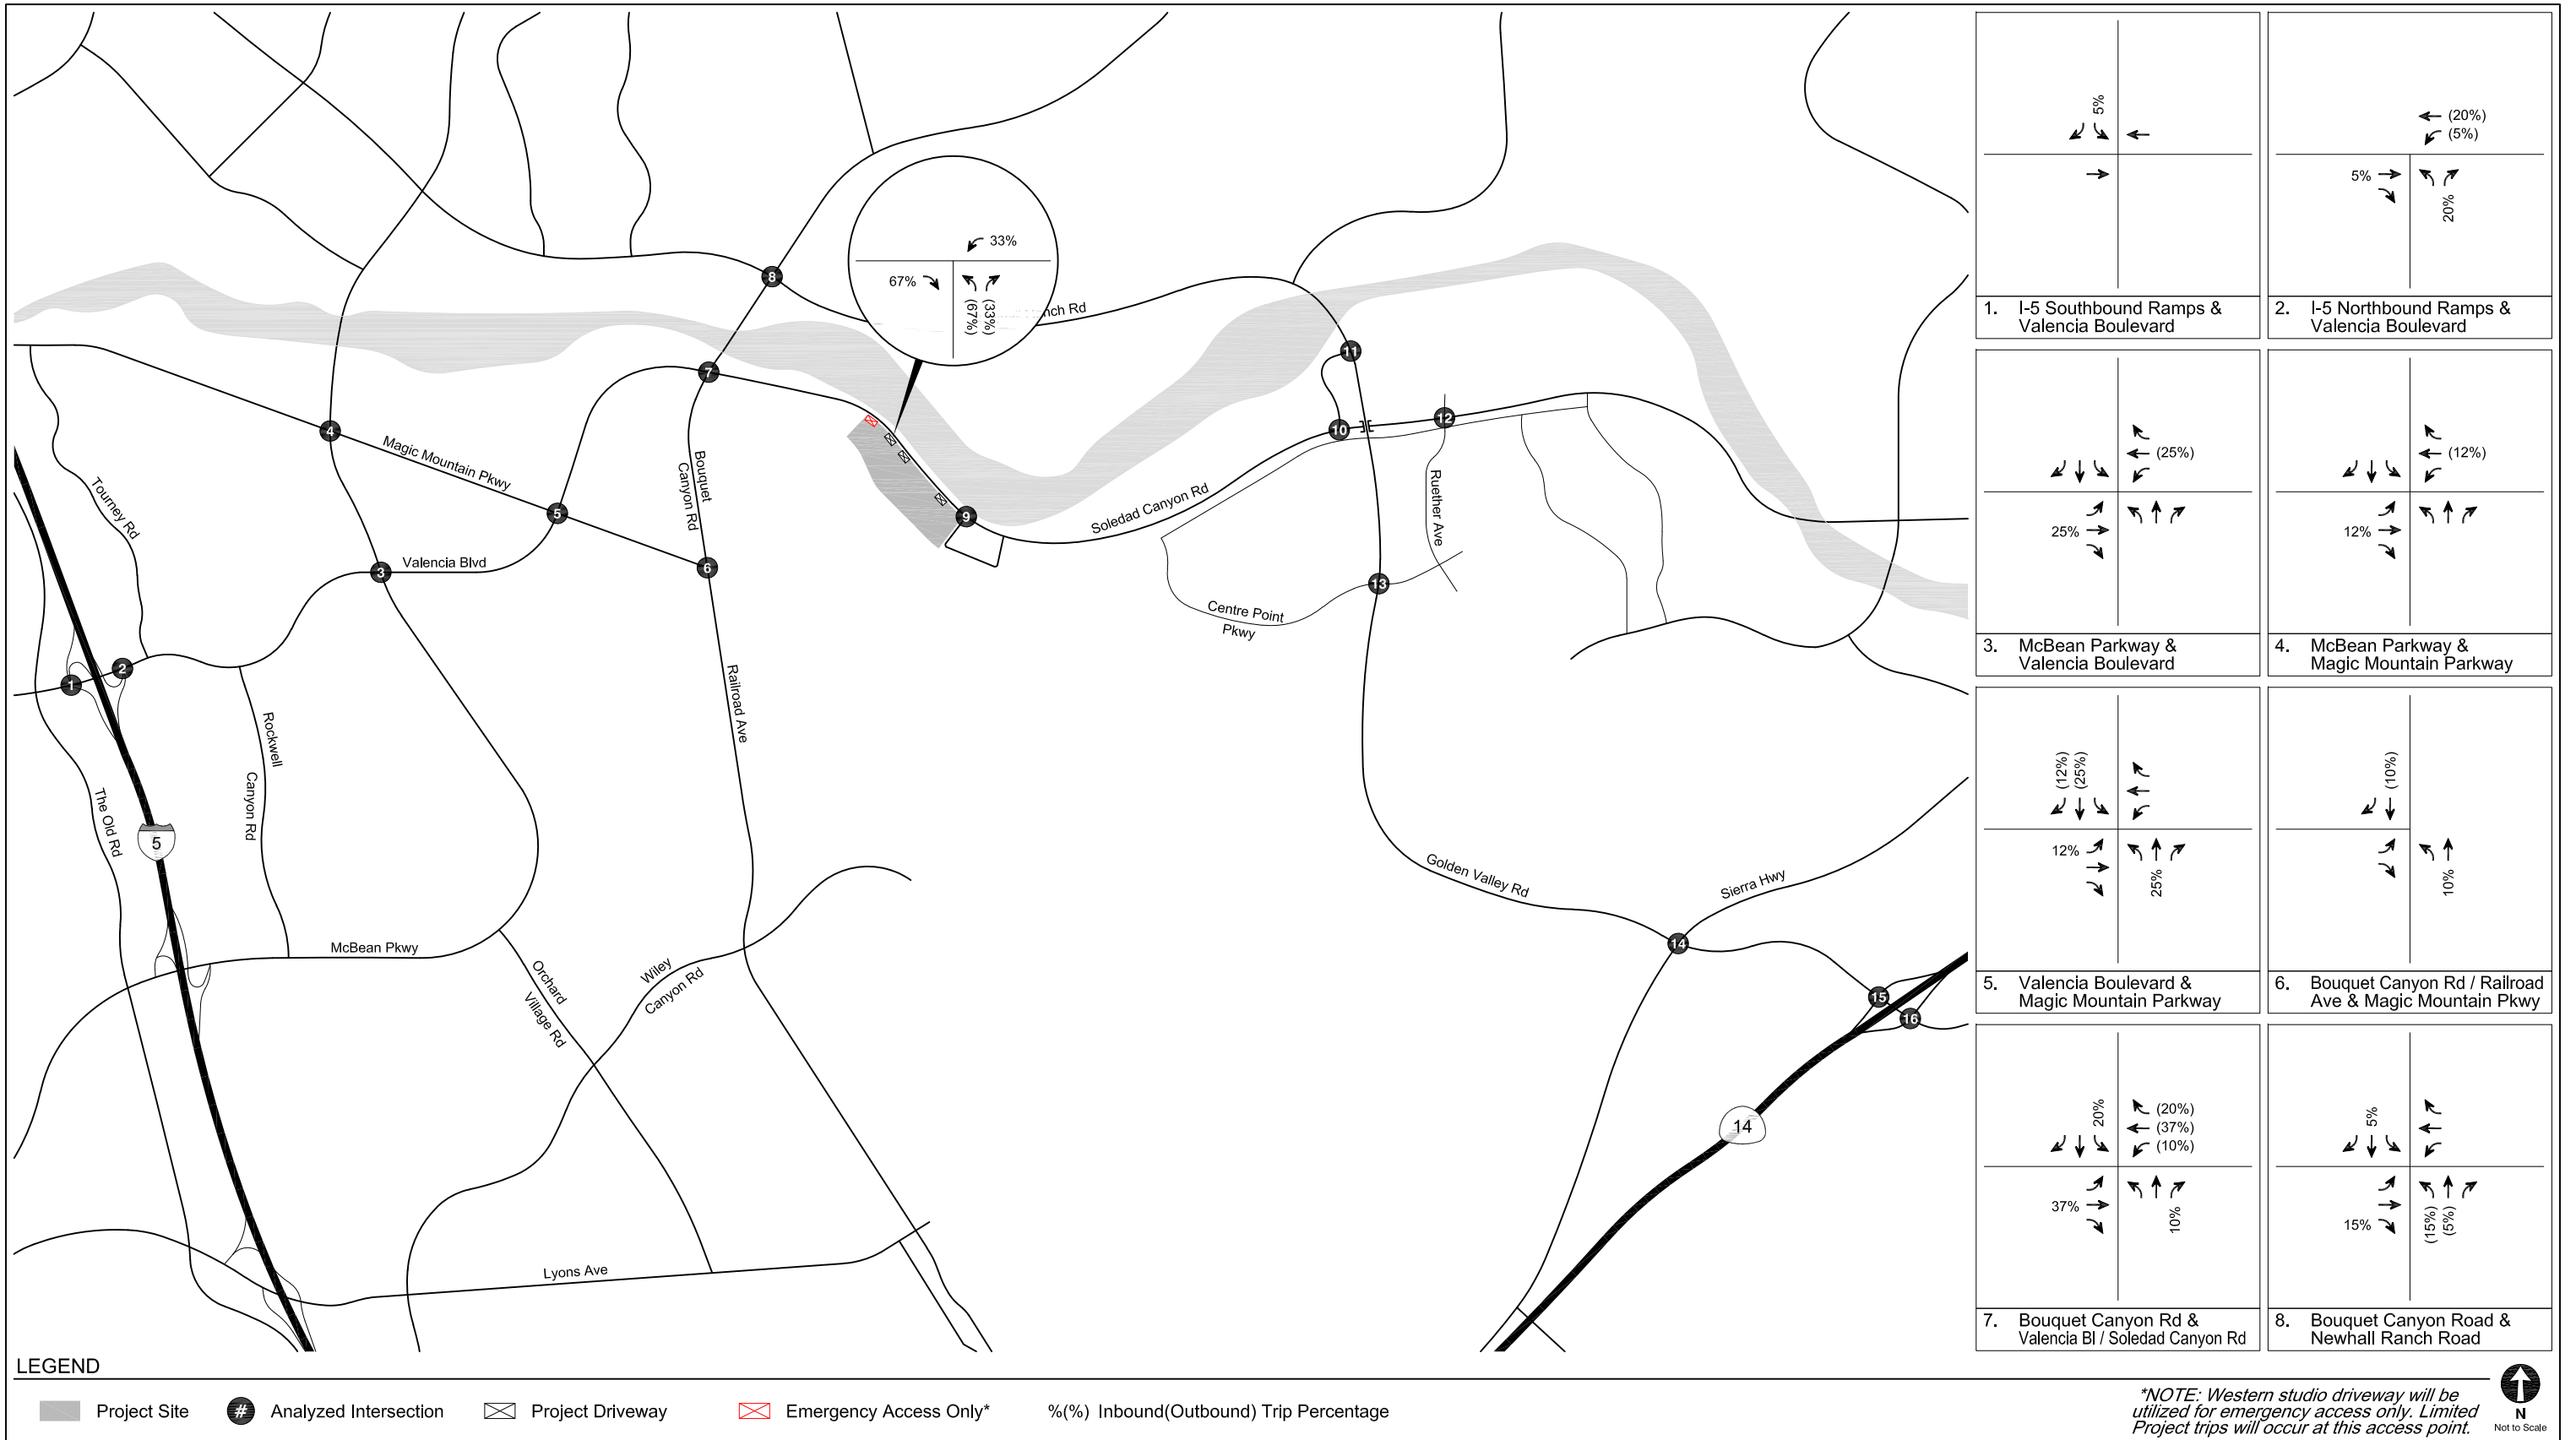 33%
67%
(67%)
(33%)
nch Rd
8
7
11
10
12
4
Magic Mountain Pkwy
Bouquet
Canyon Rd
Tourney Rd
5
9
Soledad Canyon Rd
Ruether Ave
3
Valencia Blvd
6
13
Centre Point
Pkwy
2
1
Railroad Ave
Rockwell
Canyon Rd
The Old Rd
5
Golden Valley Rd
Sierra Hwy
14
McBean Pkwy
Orchard
Village Rd
Wiley
Canyon Rd
15
16
14
Lyons Ave
5%
1. I-5 Southbound Ramps &
Valencia Boulevard
(20%)
(5%)
5%
20%
2. I-5 Northbound Ramps &
Valencia Boulevard
(25%)
25%
3. McBean Parkway &
Valencia Boulevard
(12%)
12%
4. McBean Parkway &
Magic Mountain Parkway
(12%)
(25%)
12%
25%
5. Valencia Boulevard &
Magic Mountain Parkway
(10%)
10%
6. Bouquet Canyon Rd / Railroad
Ave & Magic Mountain Pkwy
20%
(20%)
(37%)
(10%)
37%
10%
7. Bouquet Canyon Rd &
Valencia Bl / Soledad Canyon Rd
5%
15%
(15%)
(5%)
8. Bouquet Canyon Road &
Newhall Ranch Road
LEGEND
Project Site
# Analyzed Intersection
Project Driveway
Emergency Access Only*
%(%) Inbound(Outbound) Trip Percentage
*NOTE: Western studio driveway will be
utilized for emergency access only. Limited
Project trips will occur at this access point.
N
Not to Scale